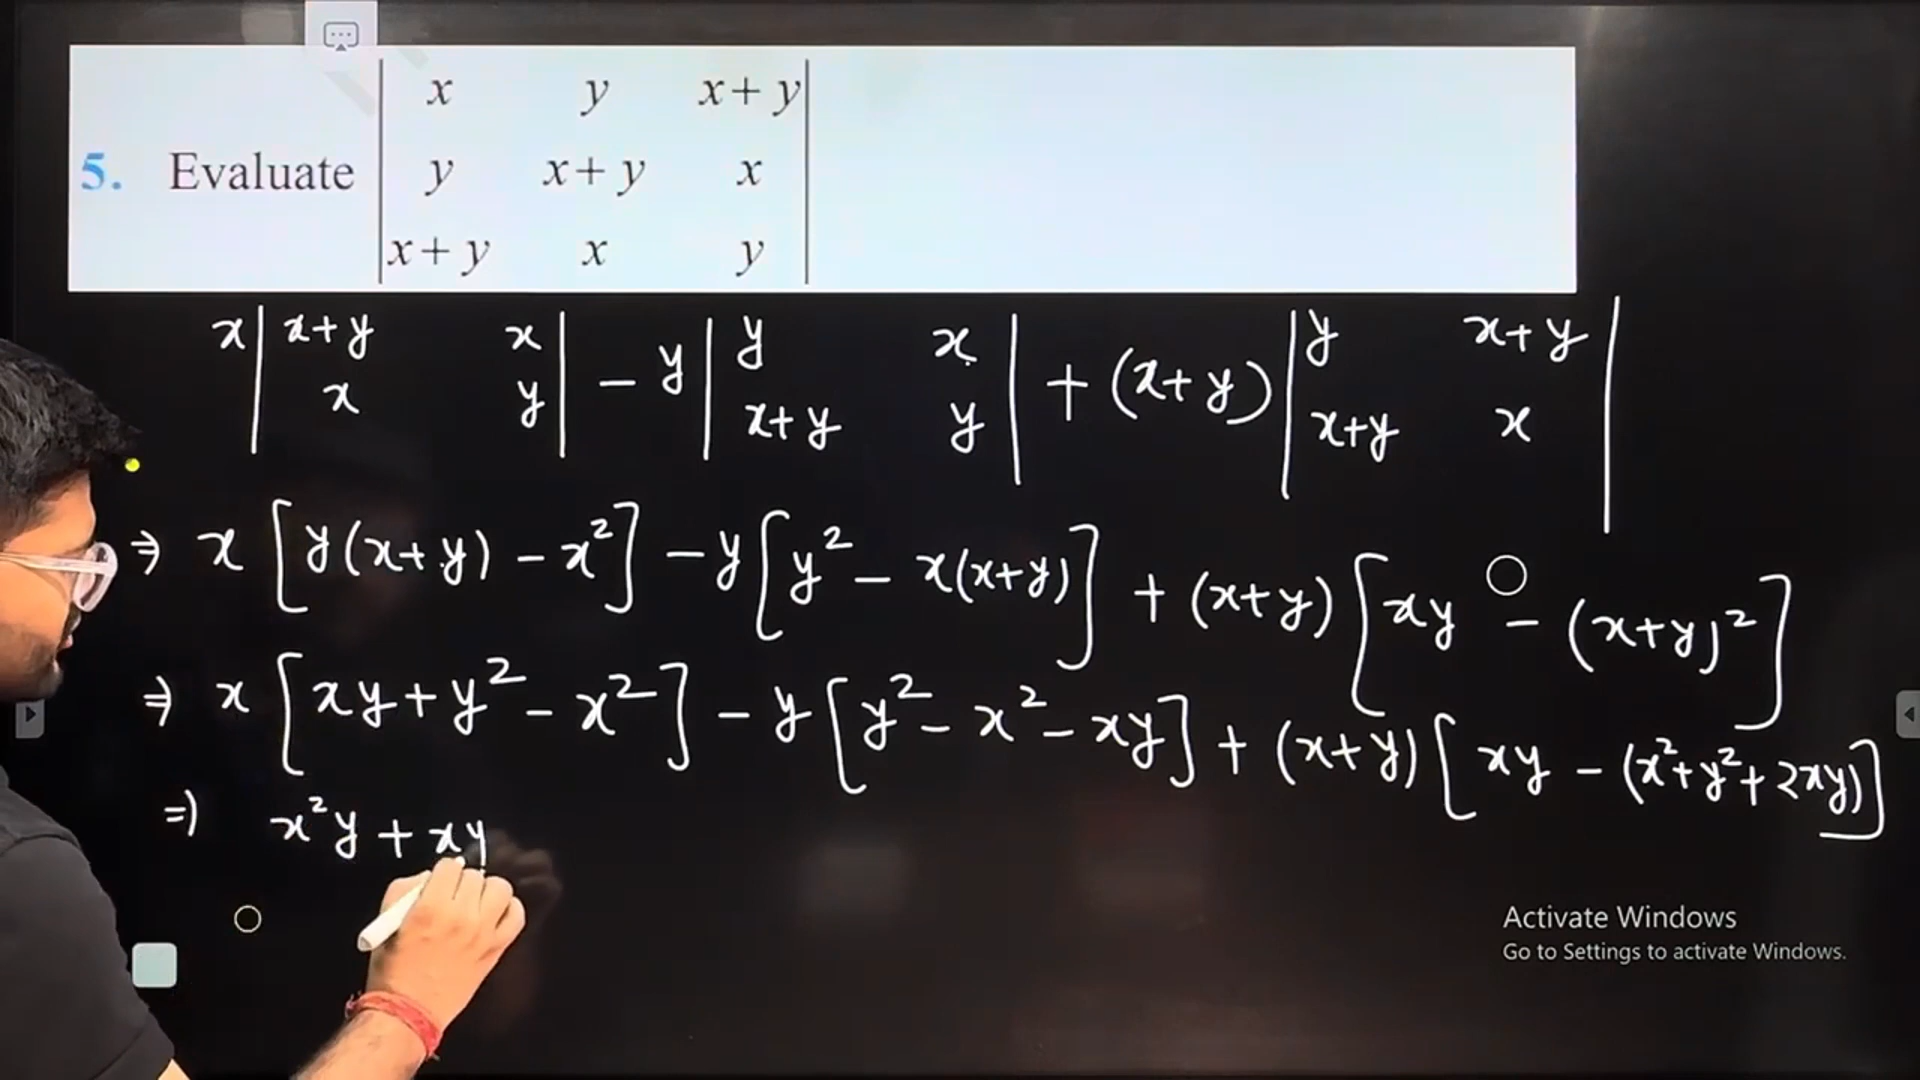 x y x + y
5. Evaluate y x + y x
x + y x y
x | x+y x | - y | y x | + (x+y) | y x+y |
x y x+y y x+y x
⇒ x [y(x+y) - x²] - y[y² - x(x+y)] + (x+y) [xy - (x+y)²]
⇒ x [xy + y² - x²] - y [y² - x² - xy] + (x+y) [xy - (x²+y²+2xy)]
⇒ x²y + xy
Activate Windows
Go to Settings to activate Windows.